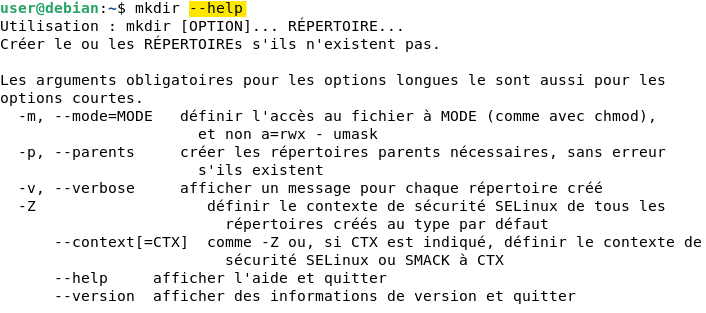 user@debian:~$ mkdir --help
Utilisation : mkdir [OPTION]... RÉPERTOIRE...
Créer le ou les RÉPERTOIREs s'ils n'existent pas.

Les arguments obligatoires pour les options longues le sont aussi pour les
options courtes.
  -m, --mode=MODE   définir l'accès au fichier à MODE (comme avec chmod),
                      et non a=rwx - umask
  -p, --parents     créer les répertoires parents nécessaires, sans erreur
                      s'ils existent
  -v, --verbose     afficher un message pour chaque répertoire créé
  -Z                   définir le contexte de sécurité SELinux de tous les
                         répertoires créés au type par défaut
      --context[=CTX]  comme -Z ou, si CTX est indiqué, définir le contexte de
                         sécurité SELinux ou SMACK à CTX
      --help     afficher l'aide et quitter
      --version  afficher des informations de version et quitter